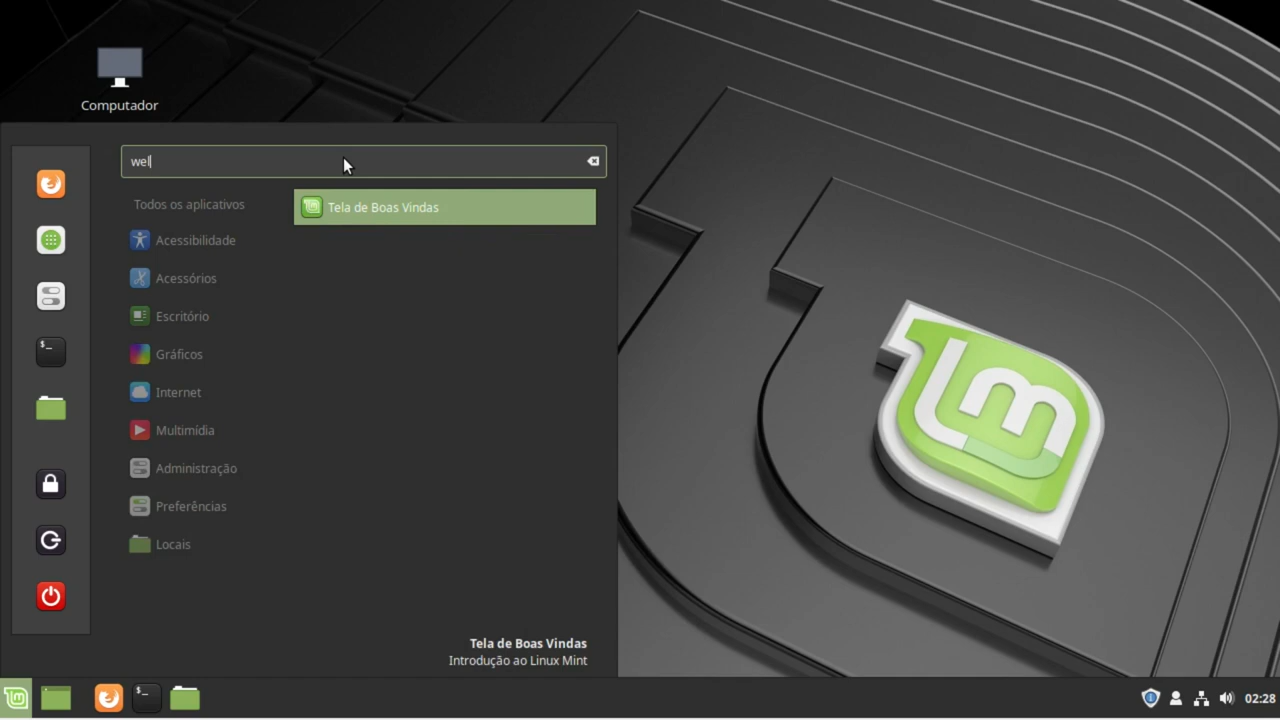 Computador
wel
Todos os aplicativos
Tela de Boas Vindas
Acessibilidade
Acessórios
Escritório
Gráficos
Internet
Multimídia
Administração
Preferências
Locais
Tela de Boas Vindas
Introdução ao Linux Mint
02:28